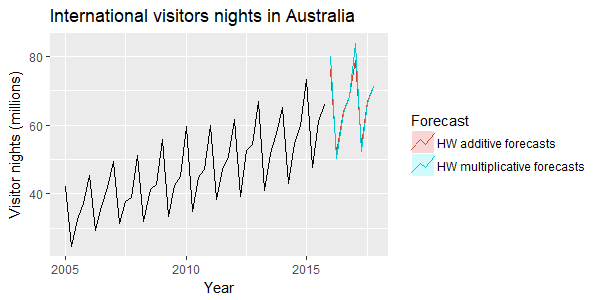 International visitors nights in Australia
Visitor nights (millions)
80
60
40
2005
2010
2015
Year
Forecast
HW additive forecasts
HW multiplicative forecasts